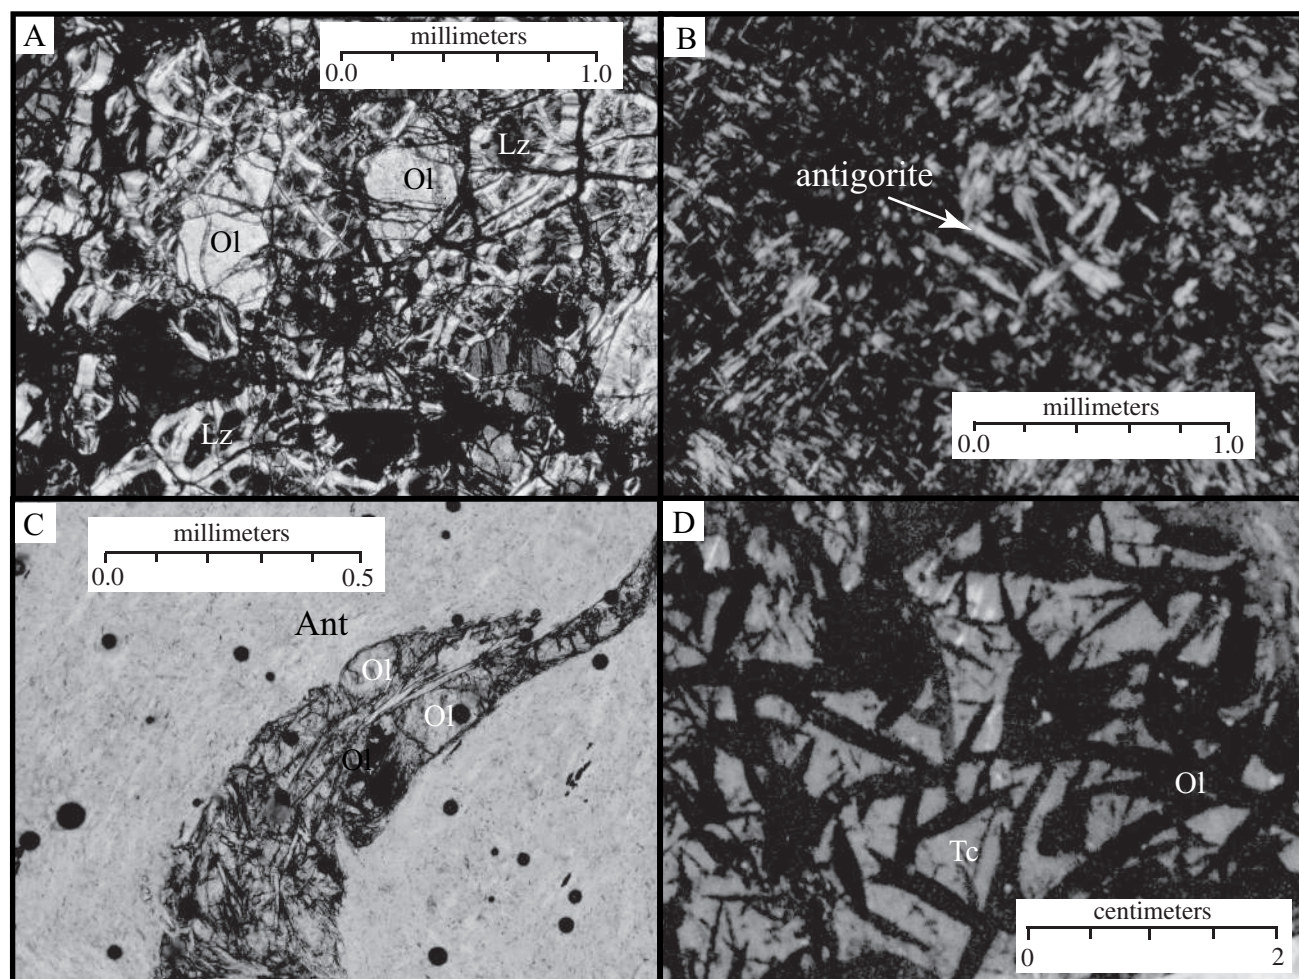 A
millimeters
0.0 1.0
Ol
Lz
Ol
Lz
B
antigorite
millimeters
0.0 1.0
C
millimeters
0.0 0.5
Ant
Ol
Ol
Ol
D
Ol
Tc
centimeters
0 2